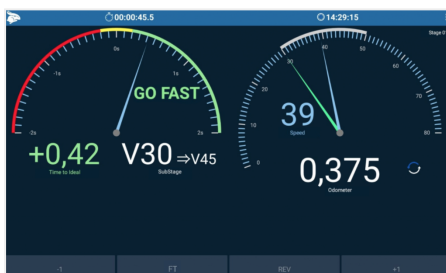 00:00:45.5
14:29:15
Stage 0
0s
-1s
1s
-2s
2s
GO FAST
+0,42
Time to Ideal
V30 ⇒V45
SubStage
0
10
20
30
40
50
60
70
80
39
Speed
0,375
Odometer
-1
FT
REV
+1